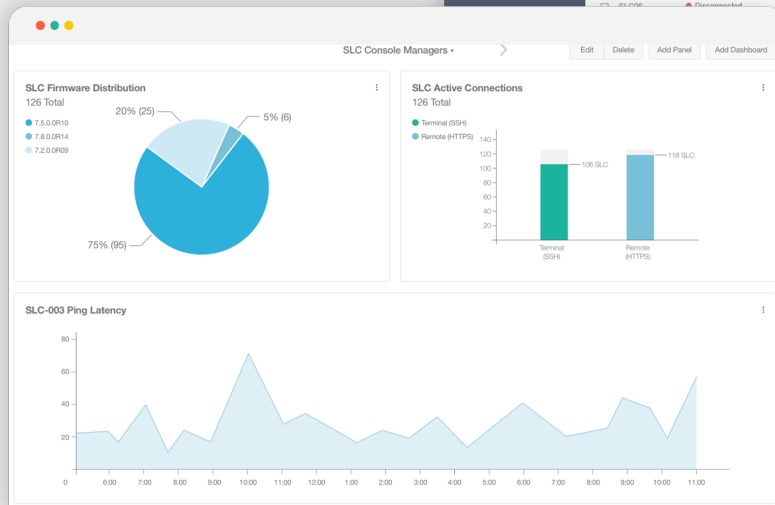 SLC06 Disconnected
SLC Console Managers
Edit Delete Add Panel Add Dashboard
SLC Firmware Distribution
126 Total
7.5.0.0R10
7.8.0.0R14
7.2.0.0R09
20% (25)
5% (6)
75% (95)
SLC Active Connections
126 Total
Terminal (SSH)
Remote (HTTPS)
140
120
100
80
60
40
20
106 SLC
118 SLC
Terminal
(SSH)
Remote
(HTTPS)
SLC-003 Ping Latency
80
60
40
20
0 6:00 7:00 8:00 9:00 10:00 11:00 12:00 1:00 2:00 3:00 4:00 5:00 6:00 7:00 8:00 9:00 10:00 11:00